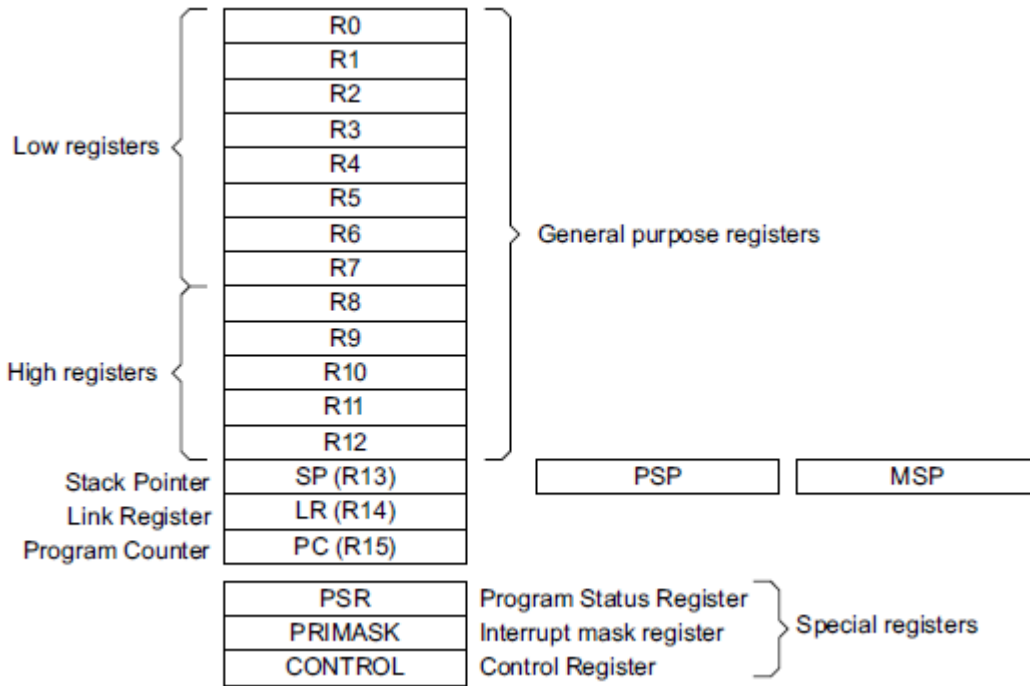 R0
R1
R2
Low registers
R3
R4
R5
R6
General purpose registers
R7
R8
R9
High registers
R10
R11
R12
Stack Pointer SP (R13) PSP MSP
Link Register LR (R14)
Program Counter PC (R15)
PSR Program Status Register
PRIMASK Interrupt mask register Special registers
CONTROL Control Register